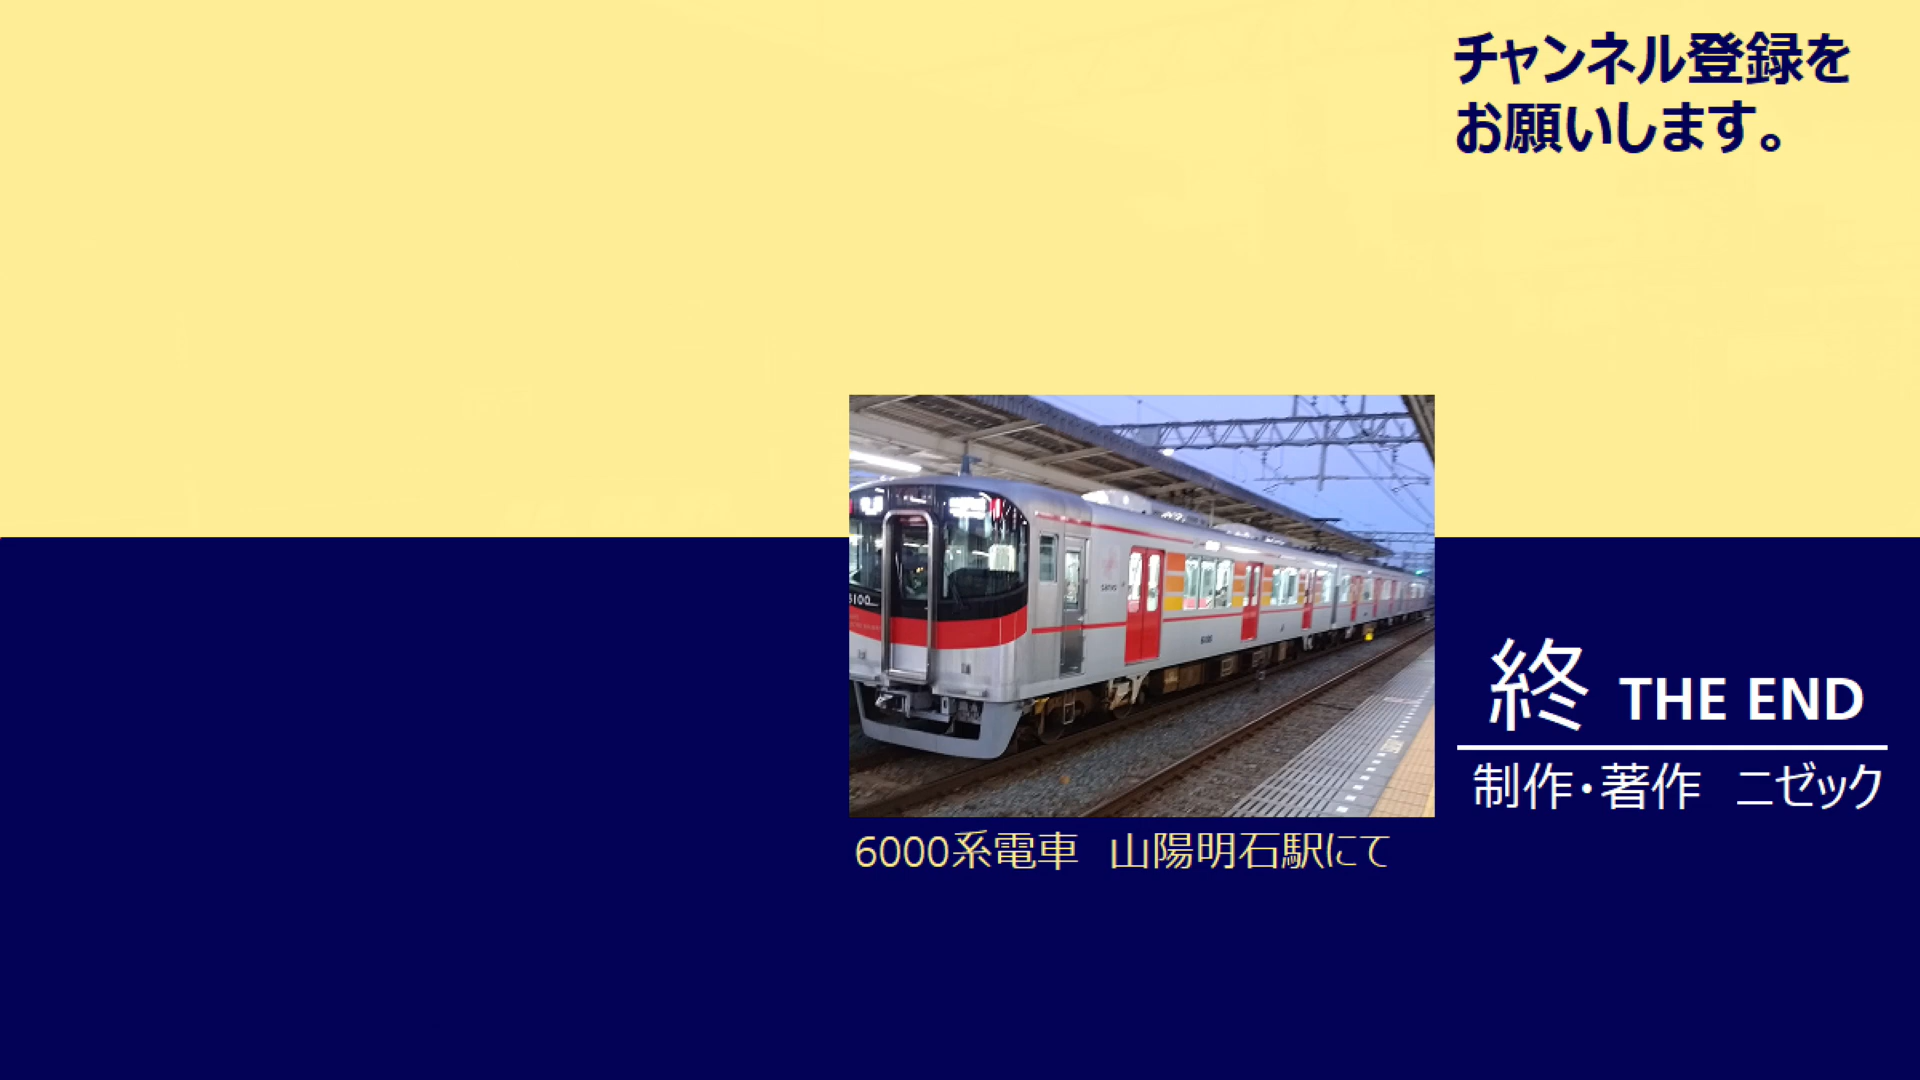 チャンネル登録を
お願いします。
終 THE END
制作・著作　ニゼック
6000系電車　山陽明石駅にて